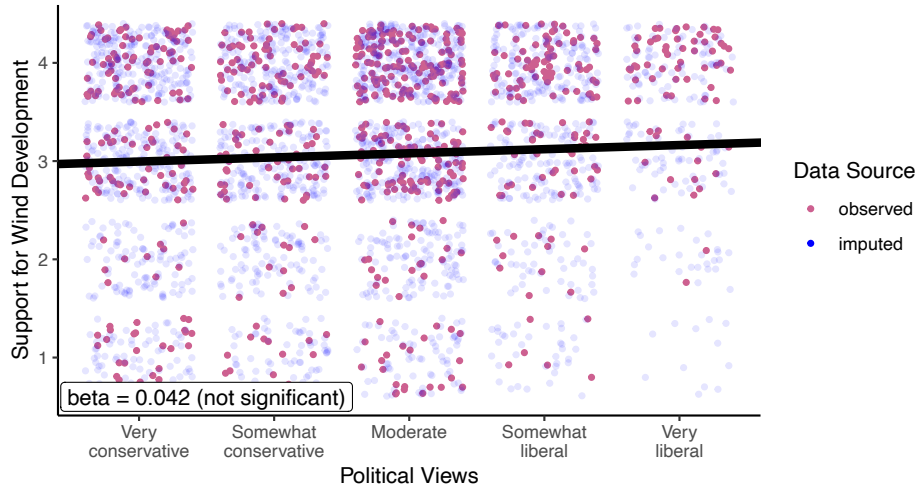 Support for Wind Development
4
3
2
1
beta = 0.042 (not significant)
Very
conservative
Somewhat
conservative
Moderate
Somewhat
liberal
Very
liberal
Political Views
Data Source
observed
imputed